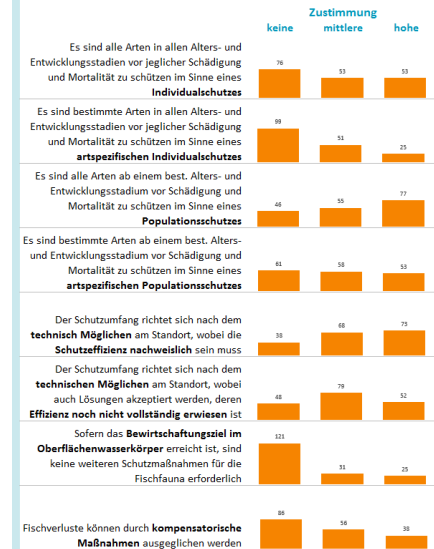 Zustimmung
keine mittlere hohe
Es sind alle Arten in allen Alters- und
Entwicklungsstadien vor jeglicher Schädigung
und Mortalität zu schützen im Sinne eines
Individualschutzes
76 53 53
Es sind bestimmte Arten in allen Alters- und
Entwicklungsstadien vor jeglicher Schädigung
und Mortalität zu schützen im Sinne eines
artspezifischen Individualschutzes
99 51 25
Es sind alle Arten ab einem best. Alters- und
Entwicklungsstadium vor Schädigung und
Mortalität zu schützen im Sinne eines
Populationsschutzes
46 55 77
Es sind bestimmte Arten ab einem best. Alters-
und Entwicklungsstadium vor Schädigung und
Mortalität zu schützen im Sinne eines
artspezifischen Populationsschutzes
61 58 53
Der Schutzumfang richtet sich nach dem
technisch Möglichen am Standort, wobei die
Schutzeffizienz nachweislich sein muss
36 68 73
Der Schutzumfang richtet sich nach dem
technischen Möglichen am Standort, wobei
auch Lösungen akzeptiert werden, deren
Effizienz noch nicht vollständig erwiesen ist
48 79 52
Sofern das Bewirtschaftungsziel im
Oberflächenwasserkörper erreicht ist, sind
keine weiteren Schutzmaßnahmen für die
Fischfauna erforderlich
121 31 25
Fischverluste können durch kompensatorische
Maßnahmen ausgeglichen werden
86 56 38